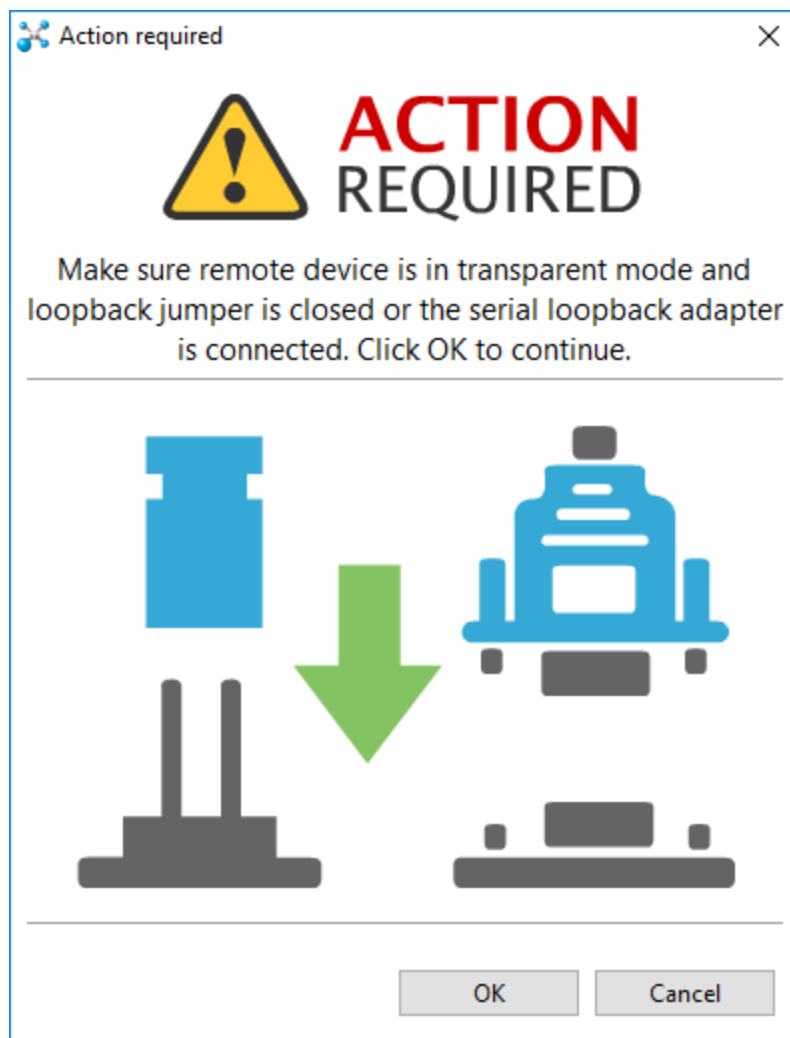 Action required
ACTION
REQUIRED
Make sure remote device is in transparent mode and
loopback jumper is closed or the serial loopback adapter
is connected. Click OK to continue.
OK
Cancel